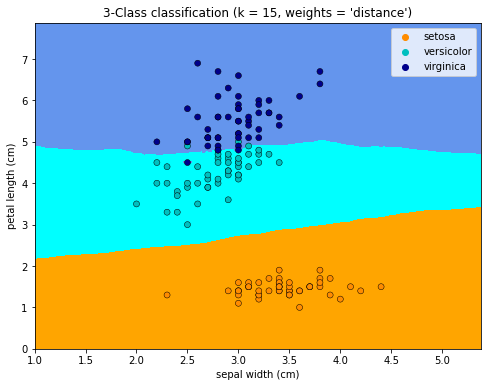 3-Class classification (k = 15, weights = 'distance')
setosa
versicolor
virginica
petal length (cm)
7
6
5
4
3
2
1
0
1.0
1.5
2.0
2.5
3.0
3.5
4.0
4.5
5.0
sepal width (cm)